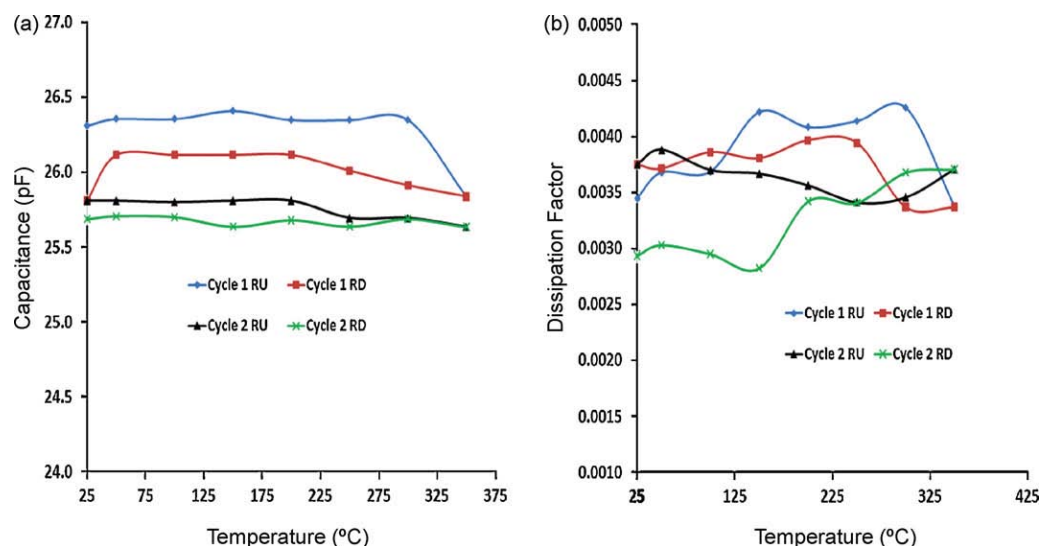 (a)
27.0
26.5
26.0
25.5
25.0
24.5
24.0
Capacitance (pF)
Cycle 1 RU
Cycle 1 RD
Cycle 2 RU
Cycle 2 RD
25 75 125 175 225 275 325 375
Temperature (ºC)
(b)
0.0050
0.0045
0.0040
0.0035
0.0030
0.0025
0.0020
0.0015
0.0010
Dissipation Factor
Cycle 1 RU
Cycle 1 RD
Cycle 2 RU
Cycle 2 RD
25 125 225 325 425
Temperature (ºC)